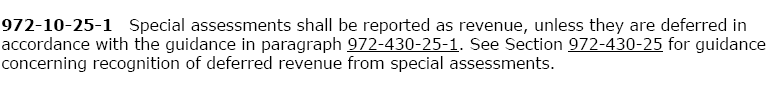 972-10-25-1 Special assessments shall be reported as revenue, unless they are deferred in
accordance with the guidance in paragraph 972-430-25-1. See Section 972-430-25 for guidance
concerning recognition of deferred revenue from special assessments.